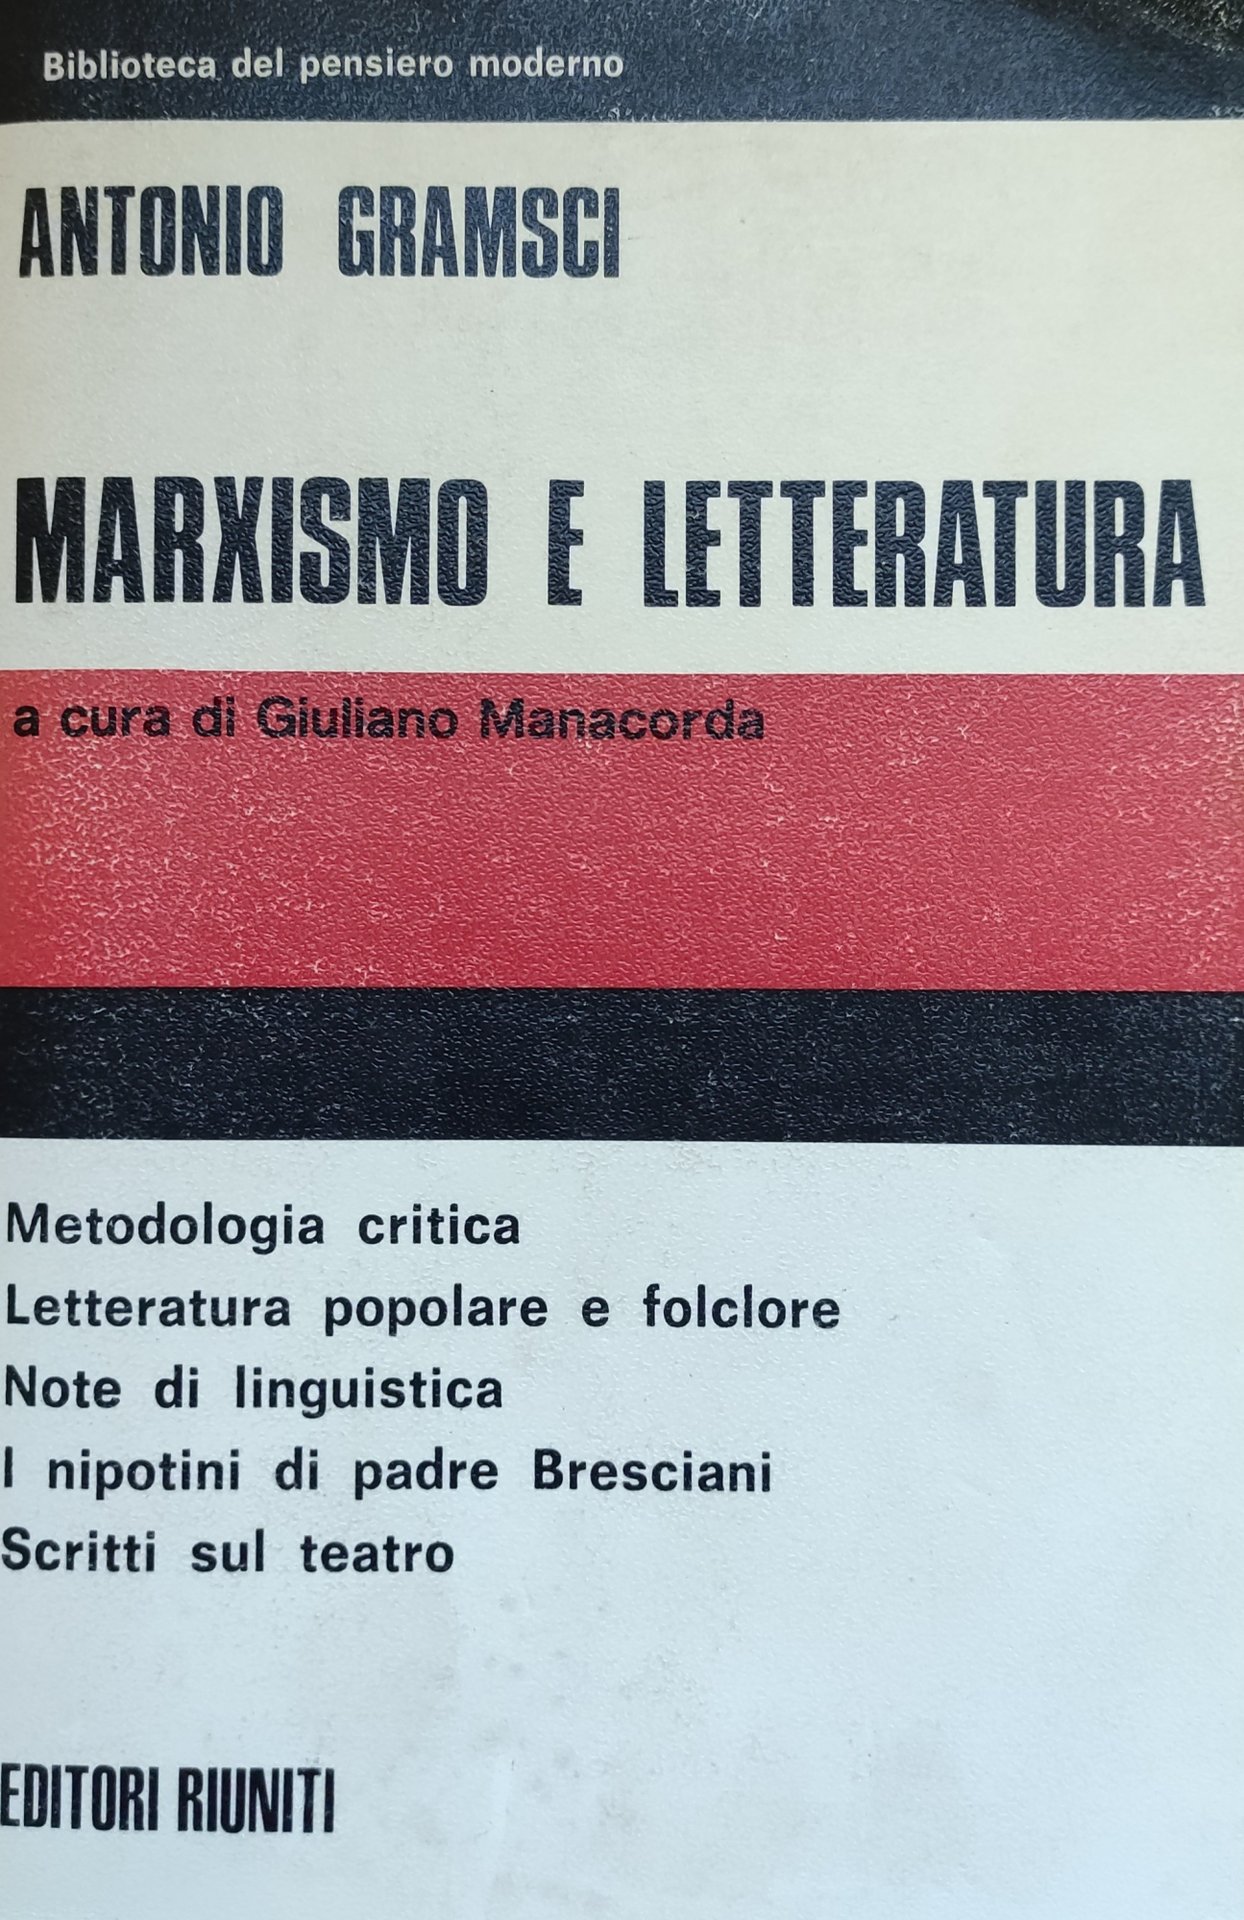 Biblioteca del pensiero moderno
ANTONIO GRAMSCI
MARXISMO E LETTERATURA
a cura di Giuliano Manacorda
Metodologia critica
Letteratura popolare e folclore
Note di linguistica
I nipotini di padre Bresciani
Scritti sul teatro
EDITORI RIUNITI